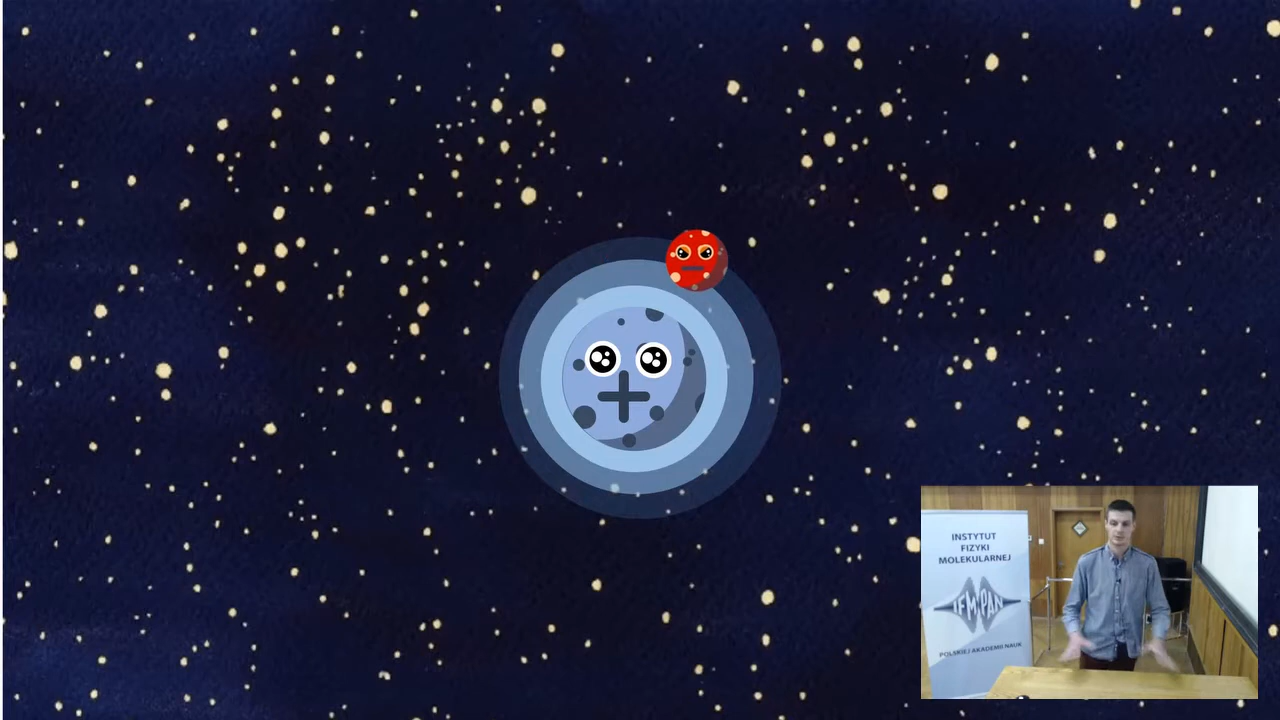 INSTYTUT
FIZYKI
MOLEKULARNEJ
IFM PAN
POLSKIEJ AKADEMII NAUK